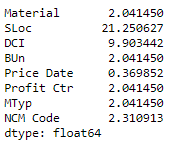 Material 2.041450
SLoc 21.250627
DCI 9.903442
BUn 2.041450
Price Date 0.369852
Profit Ctr 2.041450
MTyp 2.041450
NCM Code 2.310913
dtype: float64